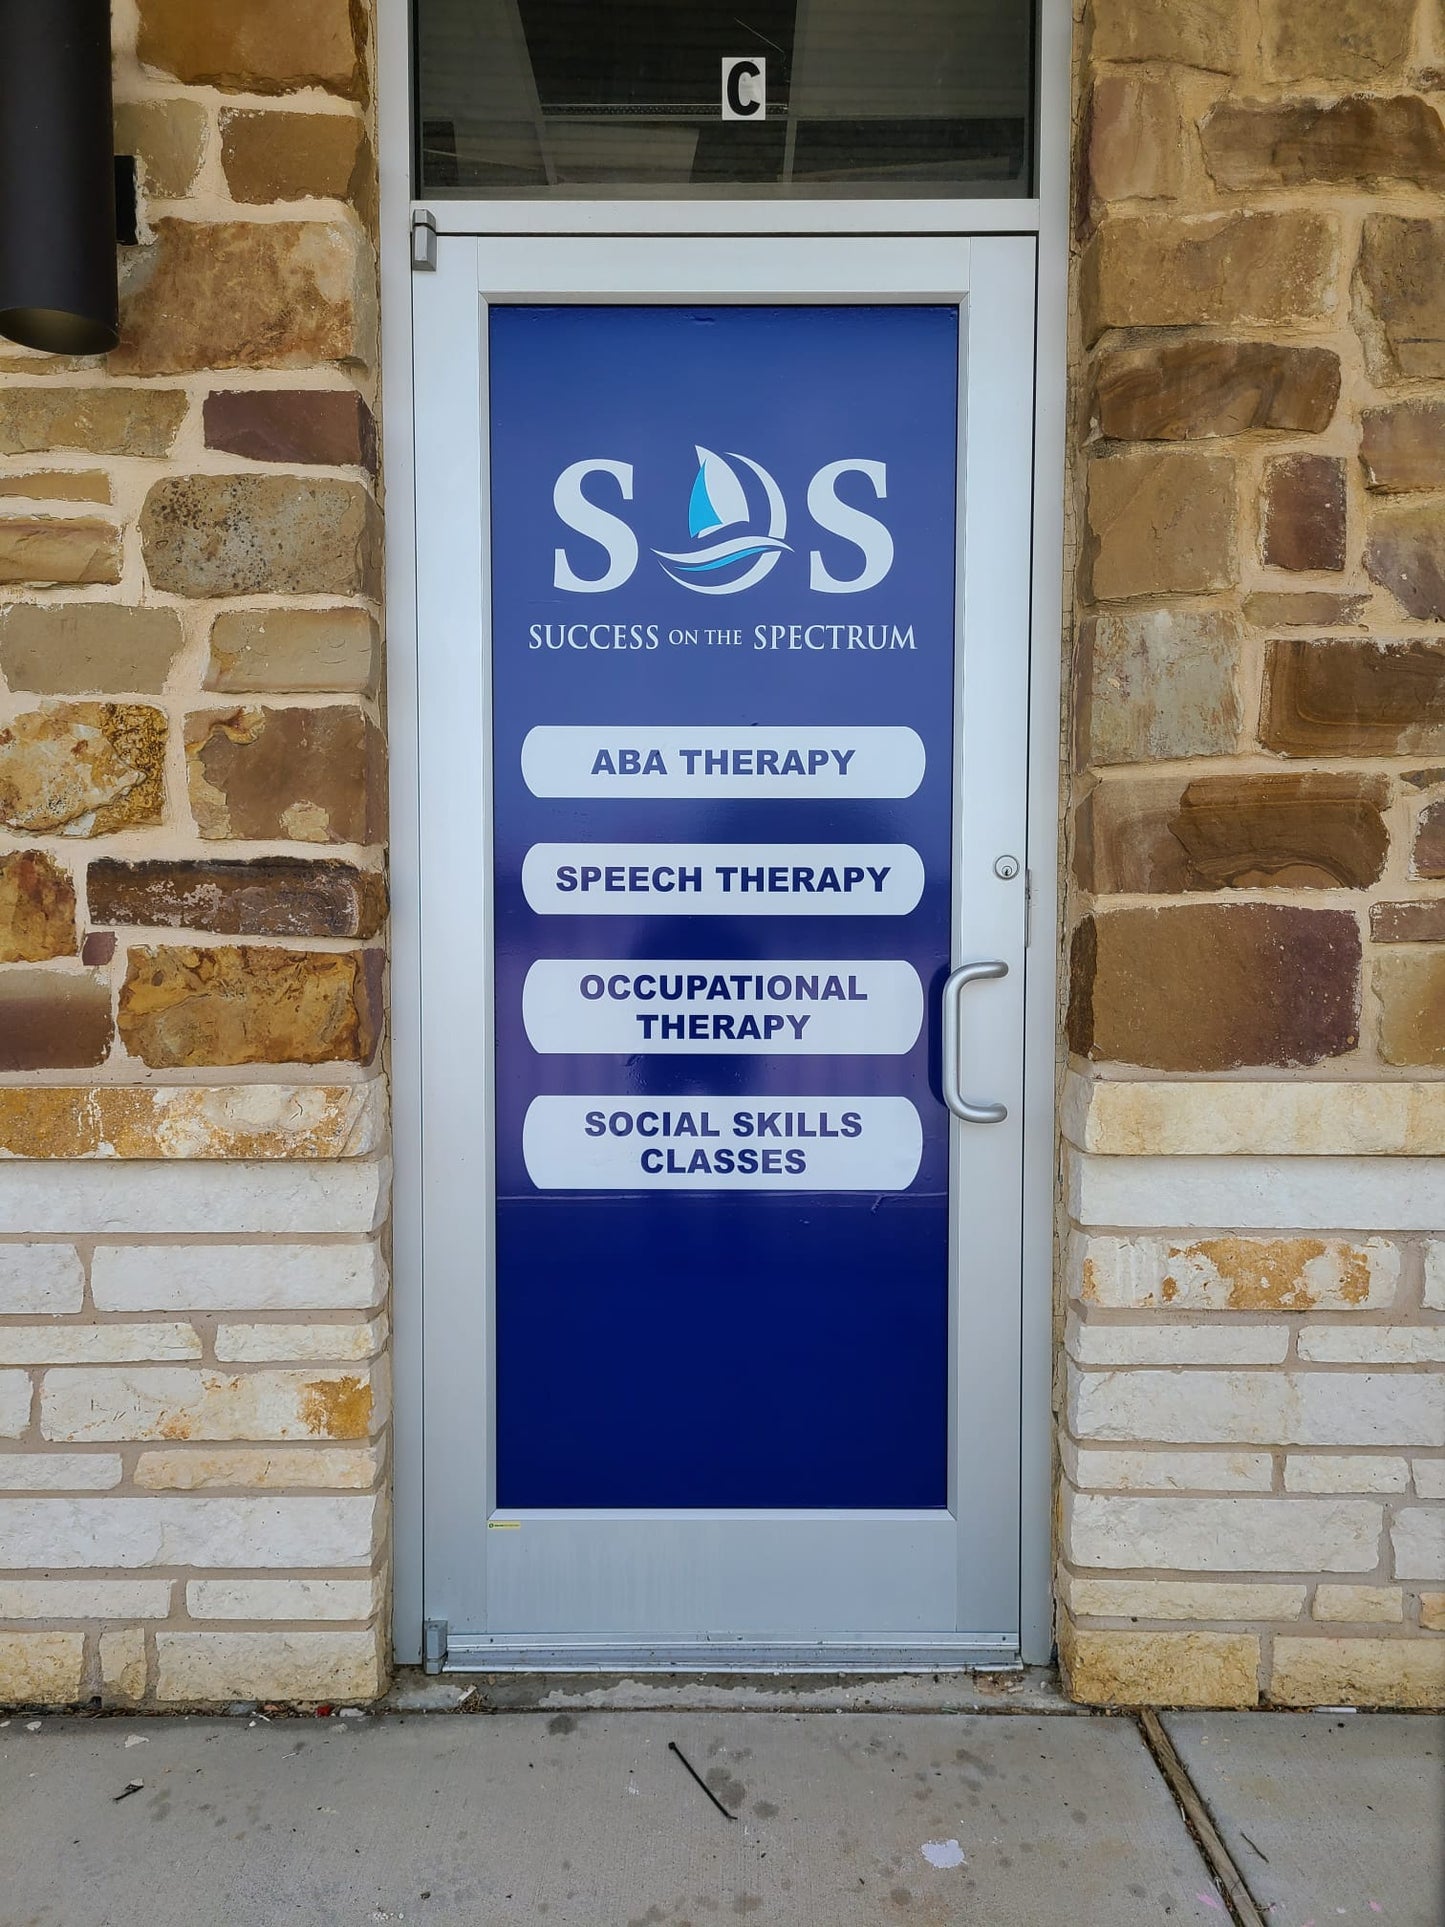 C
SOS
SUCCESS ON THE SPECTRUM
ABA THERAPY
SPEECH THERAPY
OCCUPATIONAL
THERAPY
SOCIAL SKILLS
CLASSES